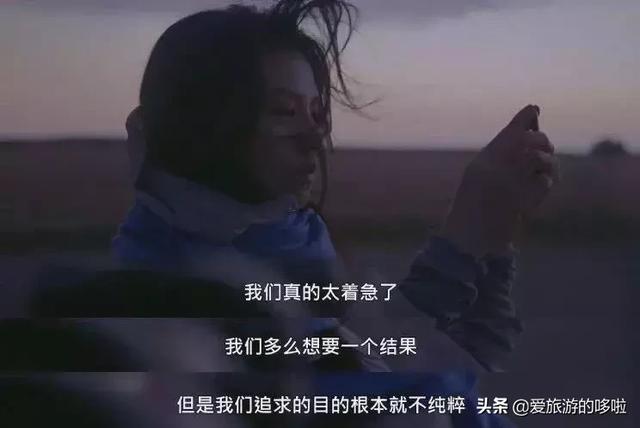 我们真的太着急了
我们多么想要一个结果
但是我们追求的目的根本就不纯粹
头条 @爱旅游的哆啦